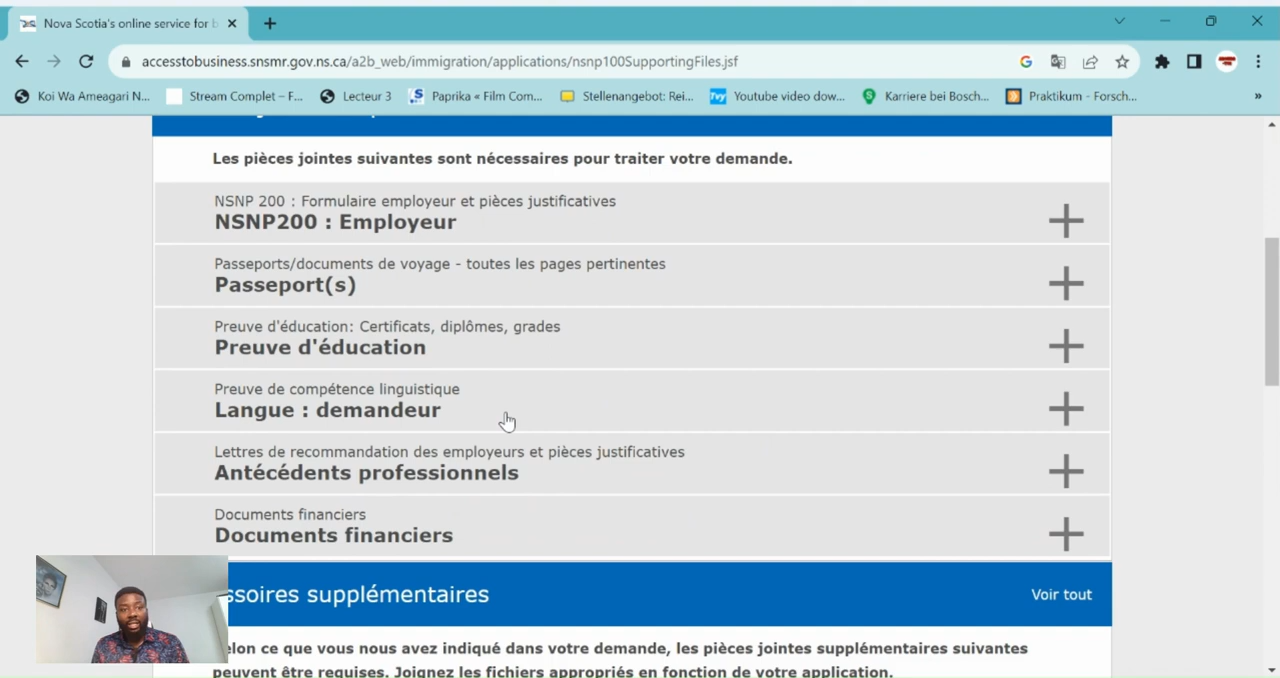 Nova Scotia's online service for b
accesstobusiness.snsmr.gov.ns.ca/a2b_web/immigration/applications/nsnp100SupportingFiles.jsf
Koi Wa Ameagari N... Stream Complet – F... Lecteur 3 Paprika « Film Com... Stellenangebot: Rei... Youtube video dow... Karriere bei Bosch... Praktikum - Forsch... »
Les pièces jointes suivantes sont nécessaires pour traiter votre demande.
NSNP 200 : Formulaire employeur et pièces justificatives
NSNP200 : Employeur
Passeports/documents de voyage - toutes les pages pertinentes
Passeport(s)
Preuve d'éducation: Certificats, diplômes, grades
Preuve d'éducation
Preuve de compétence linguistique
Langue : demandeur
Lettres de recommandation des employeurs et pièces justificatives
Antécédents professionnels
Documents financiers
Documents financiers
ssoires supplémentaires Voir tout
elon ce que vous nous avez indiqué dans votre demande, les pièces jointes supplémentaires suivantes
peuvent être requises. Joignez les fichiers appropriés en fonction de votre application.